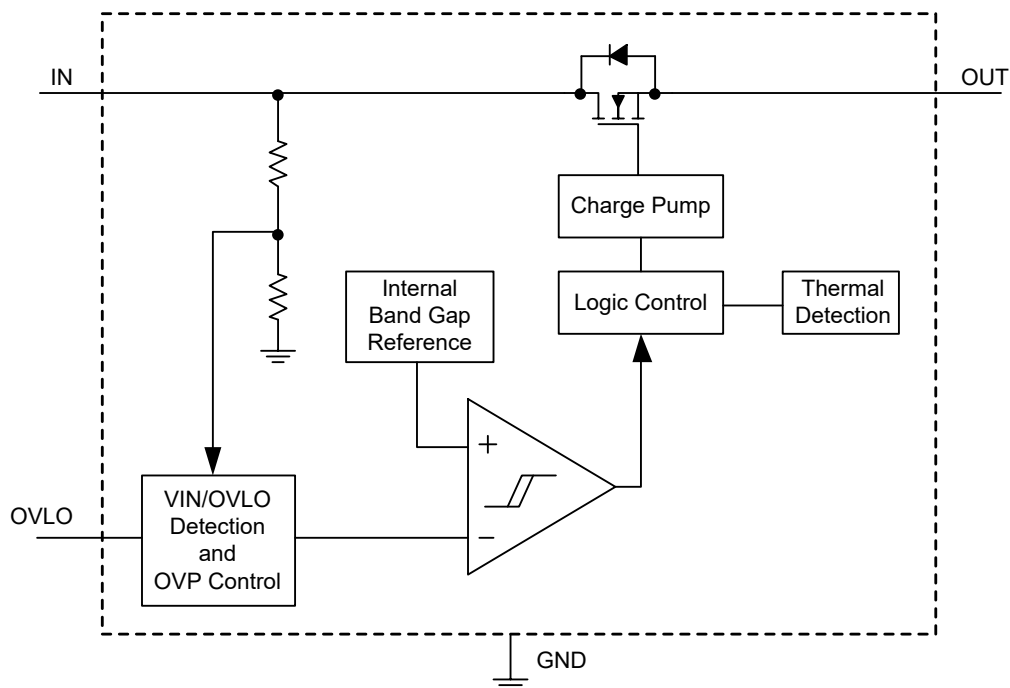 IN
OUT
Charge Pump
Internal
Band Gap
Reference
Logic Control
Thermal
Detection
+
OVLO
VIN/OVLO
Detection
and
OVP Control
−
GND